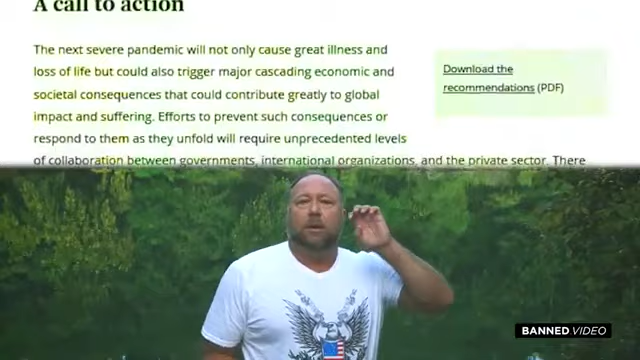 A call to action
The next severe pandemic will not only cause great illness and
loss of life but could also trigger major cascading economic and
societal consequences that could contribute greatly to global
impact and suffering. Efforts to prevent such consequences or
respond to them as they unfold will require unprecedented levels
of collaboration between governments, international organizations, and the private sector. There
Download the
recommendations (PDF)
BANNED VIDEO